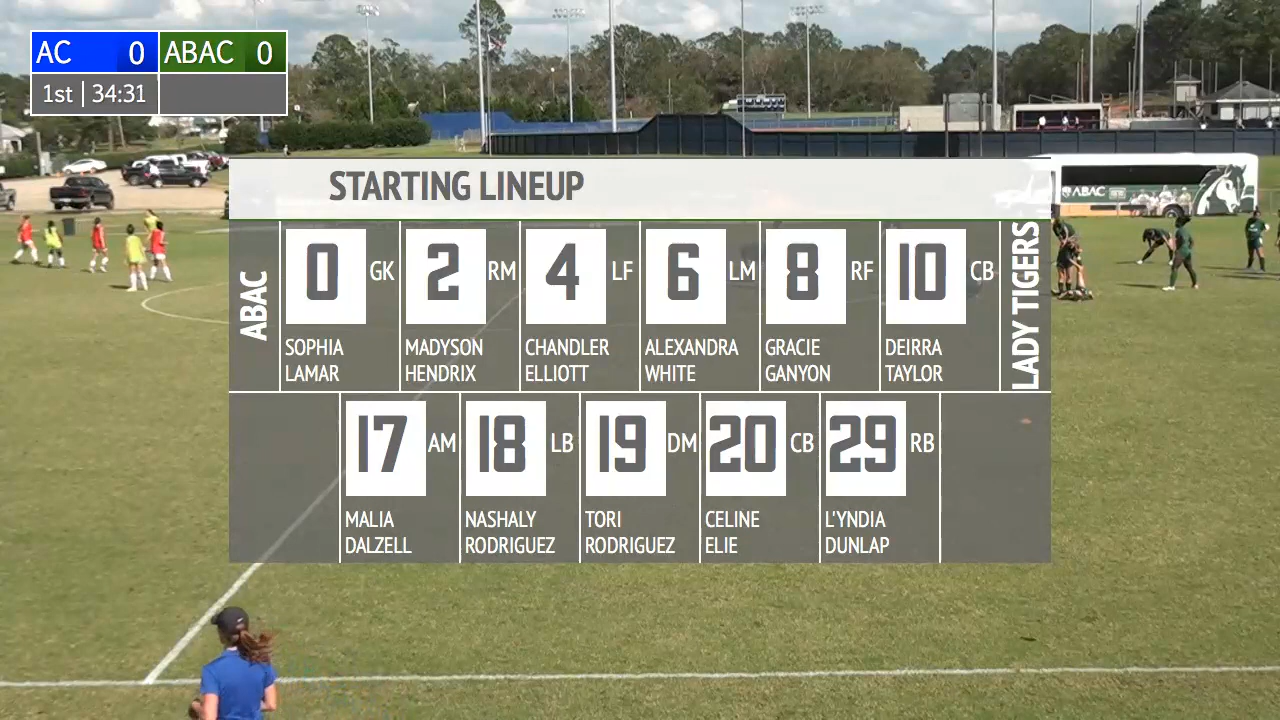 AC 0 ABAC 0
1st | 34:31
STARTING LINEUP
ABAC
ABAC
0 GK
SOPHIA
LAMAR
2 RM
MADYSON
HENDRIX
4 LF
CHANDLER
ELLIOTT
6 LM
ALEXANDRA
WHITE
8 RF
GRACIE
GANYON
10 CB
DEIRRA
TAYLOR
LADY TIGERS
17 AM
MALIA
DALZELL
18 LB
NASHALY
RODRIGUEZ
19 DM
TORI
RODRIGUEZ
20 CB
CELINE
ELIE
29 RB
L'YNDIA
DUNLAP